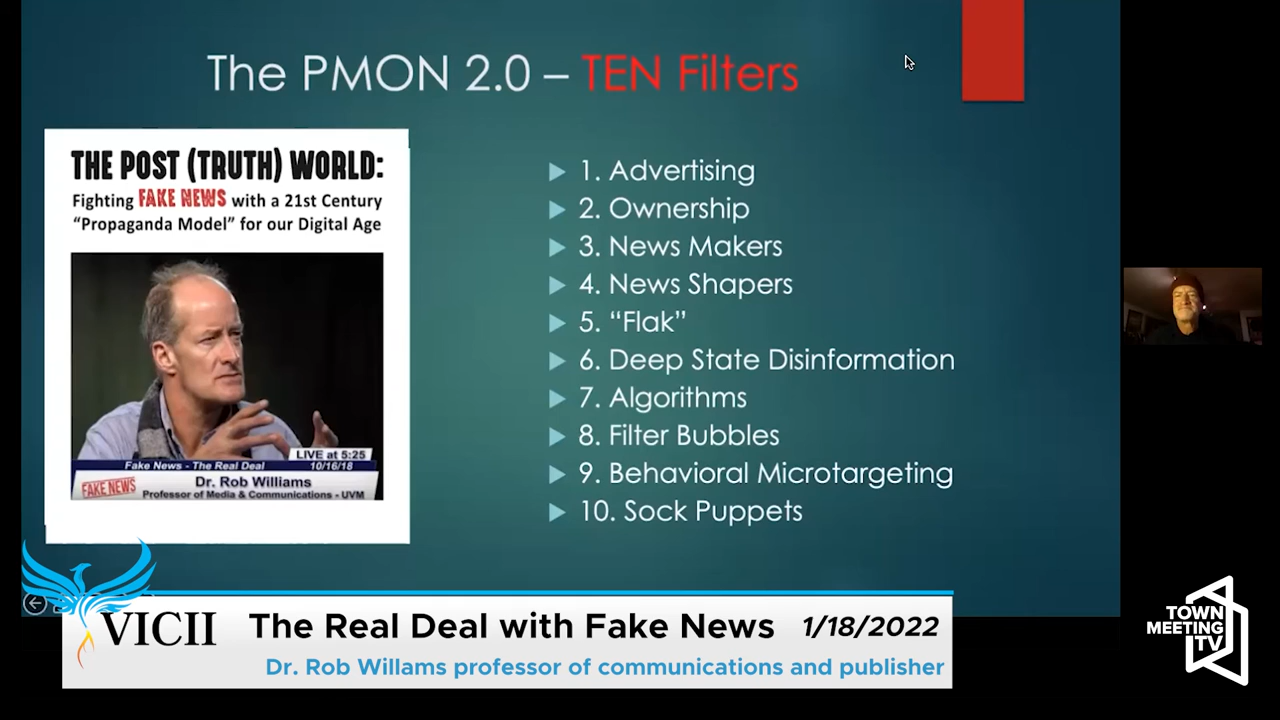 The PMON 2.0 – TEN Filters
THE POST (TRUTH) WORLD:
Fighting FAKE NEWS with a 21st Century
“Propaganda Model” for our Digital Age
LIVE at 5:25
Fake News - The Real Deal 10/16/18
FAKE NEWS
Dr. Rob Williams
Professor of Media & Communications - UVM
1. Advertising
2. Ownership
3. News Makers
4. News Shapers
5. “Flak”
6. Deep State Disinformation
7. Algorithms
8. Filter Bubbles
9. Behavioral Microtargeting
10. Sock Puppets
VICII
The Real Deal with Fake News 1/18/2022
Dr. Rob Willams professor of communications and publisher
TOWN
MEETING
TV